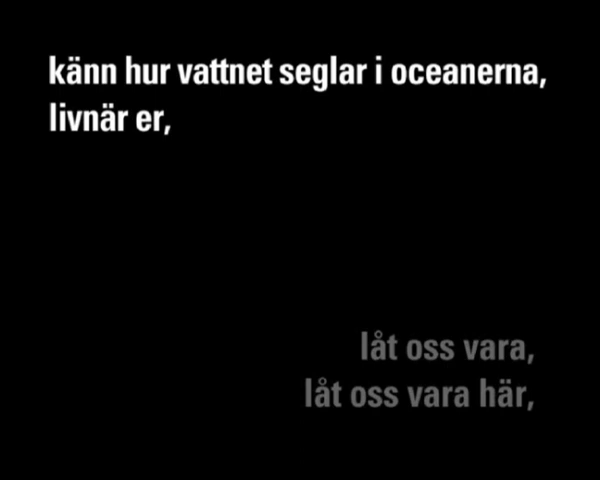 känn hur vattnet seglar i oceanerna,
livnär er,
låt oss vara,
låt oss vara här,